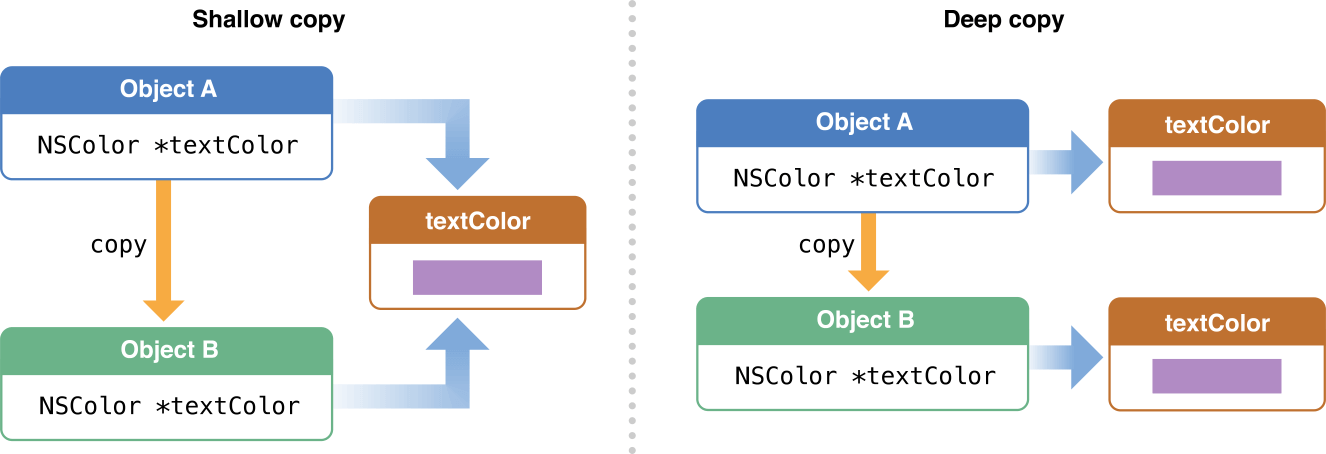 Shallow copy
Object A
NSColor *textColor
copy
textColor
Object B
NSColor *textColor
Deep copy
Object A
NSColor *textColor
textColor
copy
Object B
NSColor *textColor
textColor